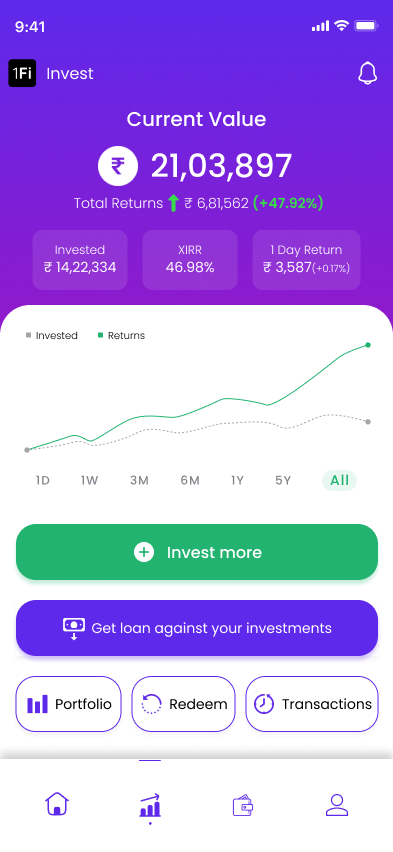 9:41
1Fi Invest
Current Value
₹ 21,03,897
Total Returns ₹ 6,81,562 (+47.92%)
Invested XIRR 1 Day Return
₹ 14,22,334 46.98% ₹ 3,587(+0.17%)
Invested Returns
1D 1W 3M 6M 1Y 5Y All
Invest more
Get loan against your investments
Portfolio Redeem Transactions